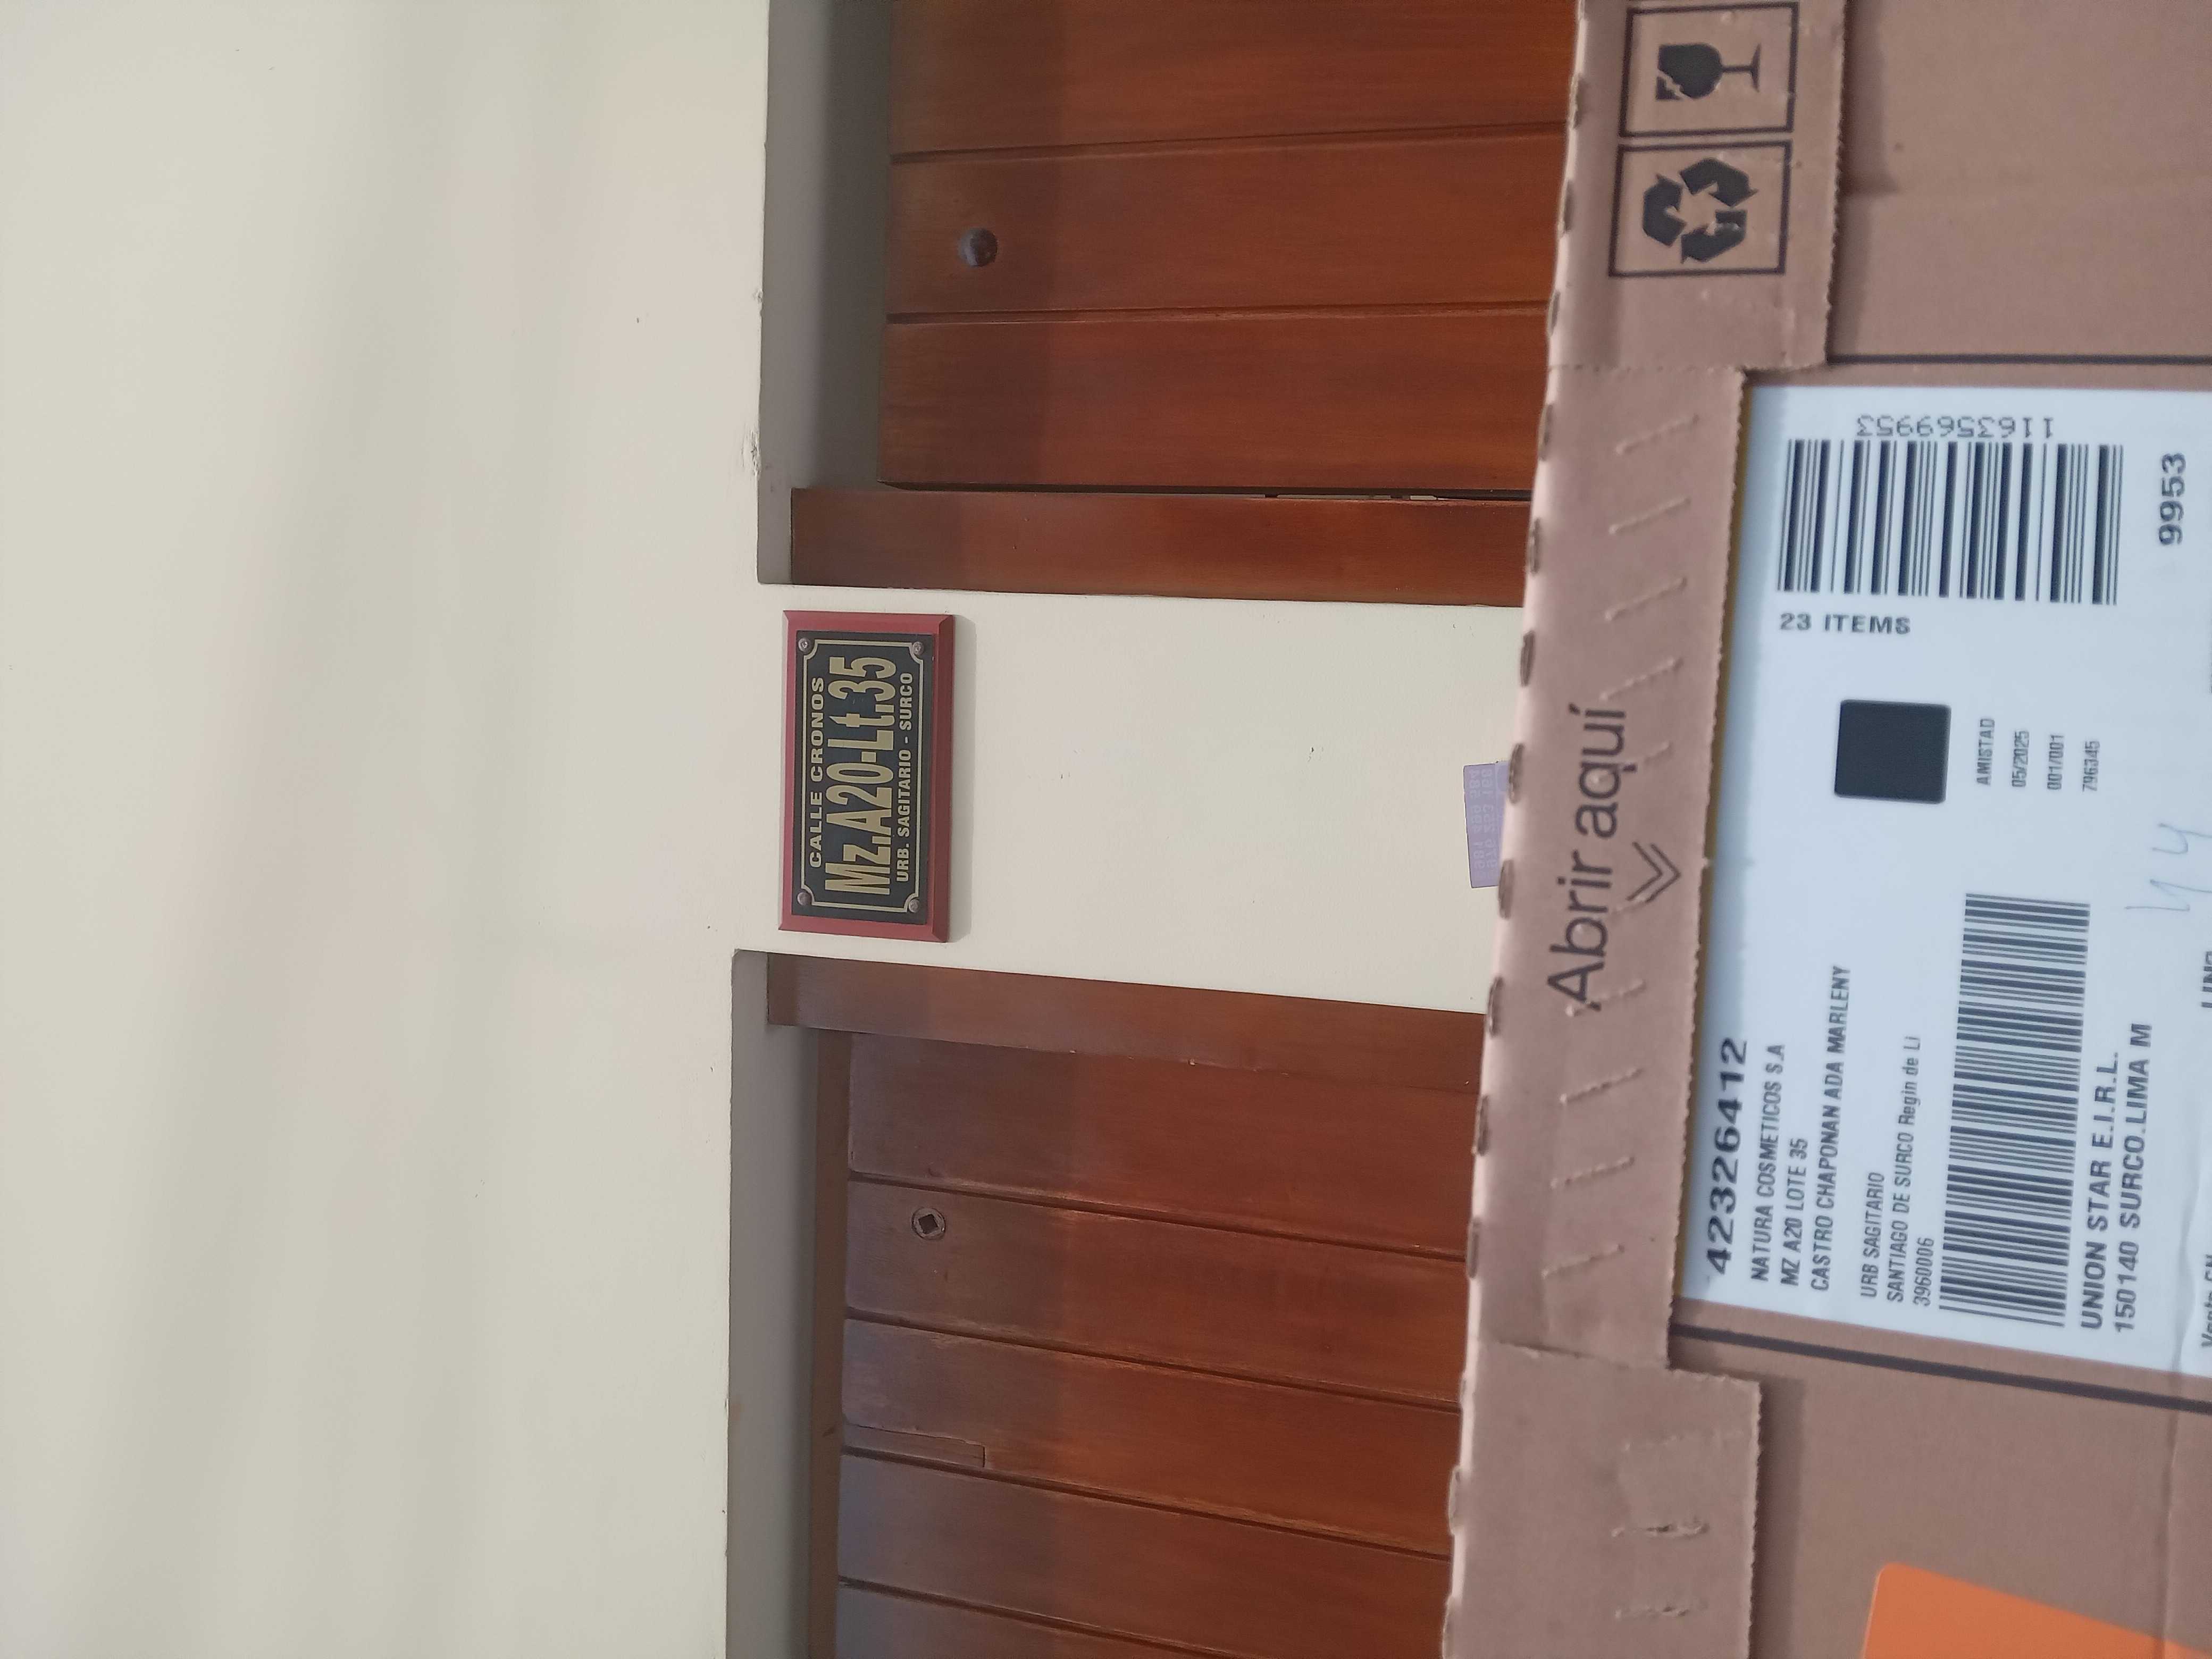 CALLE CRONOS
Mz.A20-Lt.35
URB. SAGITARIO - SURCO
Abrir aquí
42326412
NATURA COSMETICOS S.A
MZ A20 LOTE 35
CASTRO CHAPONAN ADA MARLENY
URB SAGITARIO
SANTIAGO DE SURCO Regin de Li
3960006
UNION STAR E.I.R.L.
150140 SURCO.LIMA M
AMISTAD
05/2025
001/001
796345
23 ITEMS
1163569953
9953
44